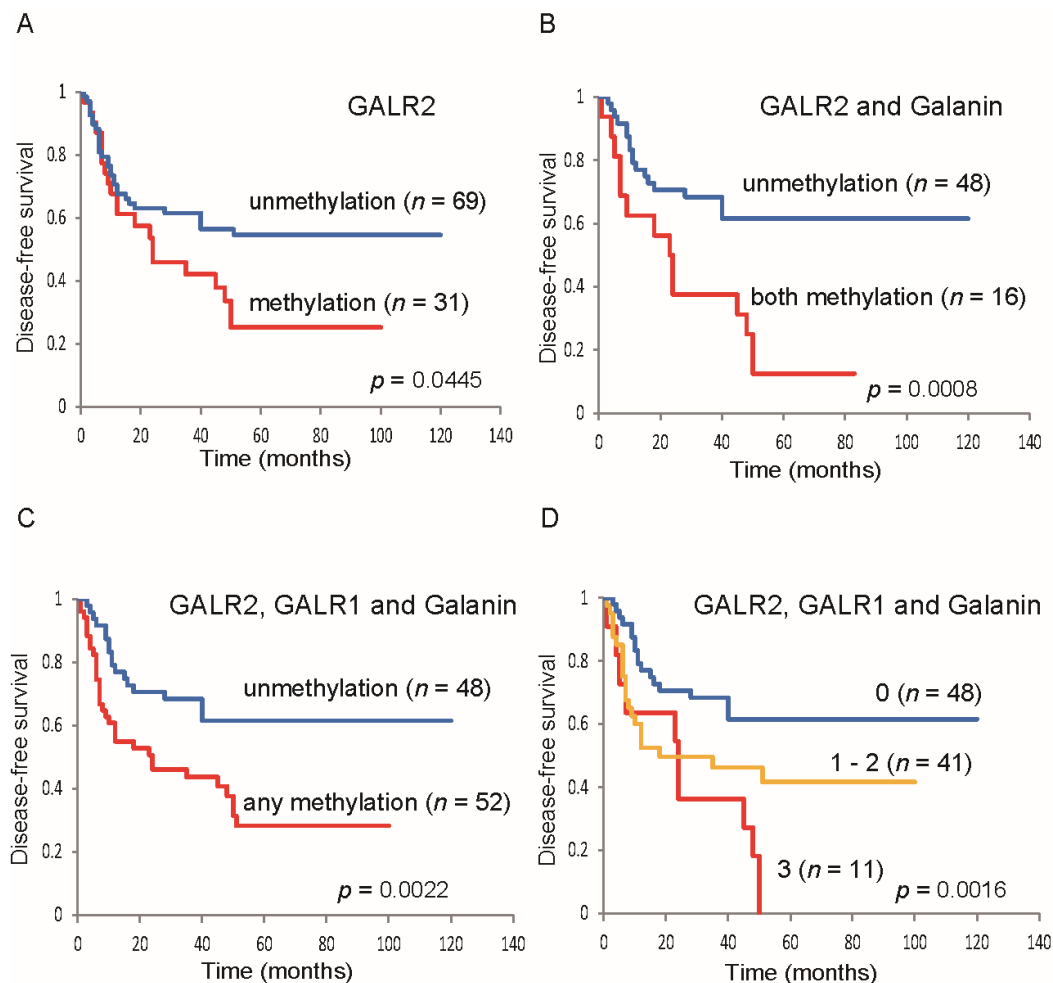 A
GALR2
Disease-free survival
1
0.8
0.6
0.4
0.2
0
unmethylation (n = 69)
methylation (n = 31)
p = 0.0445
0 20 40 60 80 100 120 140
Time (months)
B
GALR2 and Galanin
Disease-free survival
1
0.8
0.6
0.4
0.2
0
unmethylation (n = 48)
both methylation (n = 16)
p = 0.0008
0 20 40 60 80 100 120 140
Time (months)
C
GALR2, GALR1 and Galanin
Disease-free survival
1
0.8
0.6
0.4
0.2
0
unmethylation (n = 48)
any methylation (n = 52)
p = 0.0022
0 20 40 60 80 100 120 140
Time (months)
D
GALR2, GALR1 and Galanin
Disease-free survival
1
0.8
0.6
0.4
0.2
0
0 (n = 48)
1 - 2 (n = 41)
3 (n = 11)
p = 0.0016
0 20 40 60 80 100 120 140
Time (months)